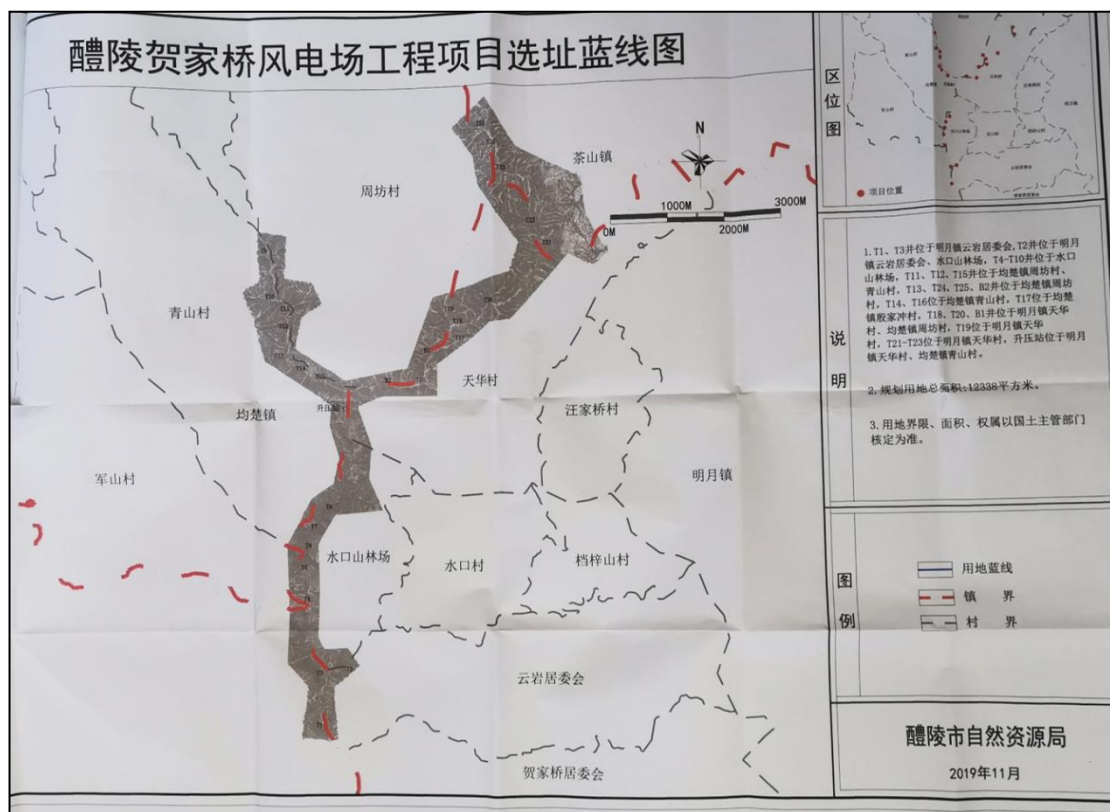 醴陵贺家桥风电场工程项目选址蓝线图
茶山镇
周坊村
N
0M
1000M
2000M
3000M
青山村
天华村
汪家桥村
升压站
均楚镇
军山村
明月镇
水口山林场
水口村
档梓山村
云岩居委会
贺家桥居委会
区位图
项目位置
说明
1.T1、T3井位于明月镇云岩居委会,T2井位于明月
镇云岩居委会、水口山林场, T4-T10井位于水口
山林场, T11、T12、T15井位于均楚镇周坊村、
青山村, T13、T24、T25、B2井位于均楚镇周坊
村, T14、T16位于均楚镇青山村, T17位于均楚
镇殷家冲村, T18、T20、B1井位于明月镇天华
村、均楚镇周坊村, T19位于明月镇天华
村, T21-T23位于明月镇天华村, 升压站位于明月
镇天华村、均楚镇青山村。
2.规划用地总面积:12338平方米。
3.用地界限、面积、权属以国土主管部门
核定为准。
图例
用地蓝线
镇 界
村 界
醴陵市自然资源局
2019年11月